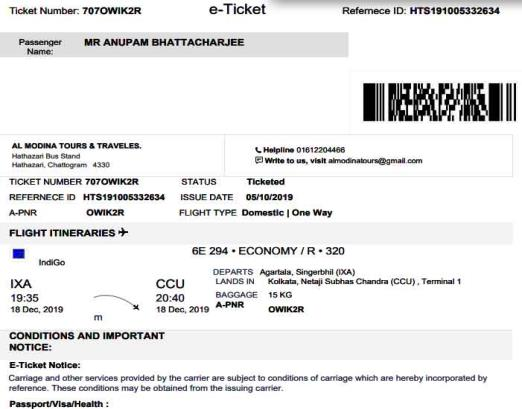 Ticket Number: 707OWIK2R e-Ticket Refernece ID: HTS191005332634
Passenger Name: MR ANUPAM BHATTACHARJEE
AL MODINA TOURS & TRAVELES.
Hathazari Bus Stand
Hathazari, Chattogram 4330
Helpline 01612204466
Write to us, visit almodinatours@gmail.com
TICKET NUMBER 707OWIK2R STATUS Ticketed
REFERNECE ID HTS191005332634 ISSUE DATE 05/10/2019
A-PNR OWIK2R FLIGHT TYPE Domestic | One Way
FLIGHT ITINERARIES
6E 294 • ECONOMY / R • 320
IndiGo
IXA
19:35
18 Dec, 2019
m
CCU
20:40
18 Dec, 2019
DEPARTS Agartala, Singerbhil (IXA)
LANDS IN Kolkata, Netaji Subhas Chandra (CCU) , Terminal 1
BAGGAGE 15 KG
A-PNR OWIK2R
CONDITIONS AND IMPORTANT
NOTICE:
E-Ticket Notice:
Carriage and other services provided by the carrier are subject to conditions of carriage which are hereby incorporated by
reference. These conditions may be obtained from the issuing carrier.
Passport/Visa/Health :